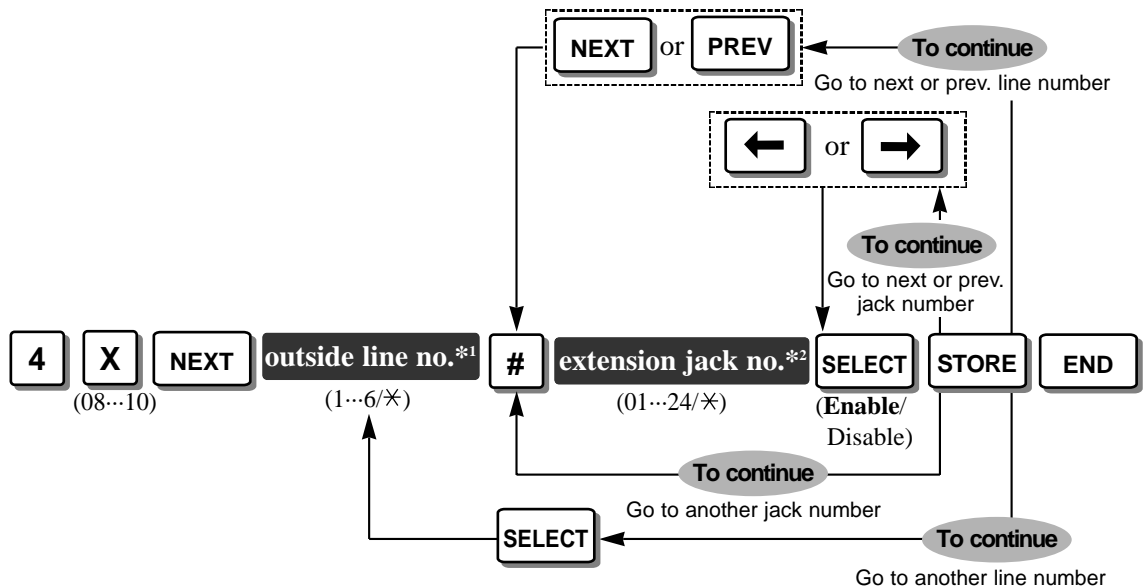 NEXT or PREV
To continue
Go to next or prev. line number
← or →
To continue
Go to next or prev.
jack number
4 X NEXT outside line no.*1 # extension jack no.*2 SELECT STORE END
(08···10) (1···6/✳) (01···24/✳) (Enable/
Disable)
To continue
Go to another jack number
SELECT
To continue
Go to another line number